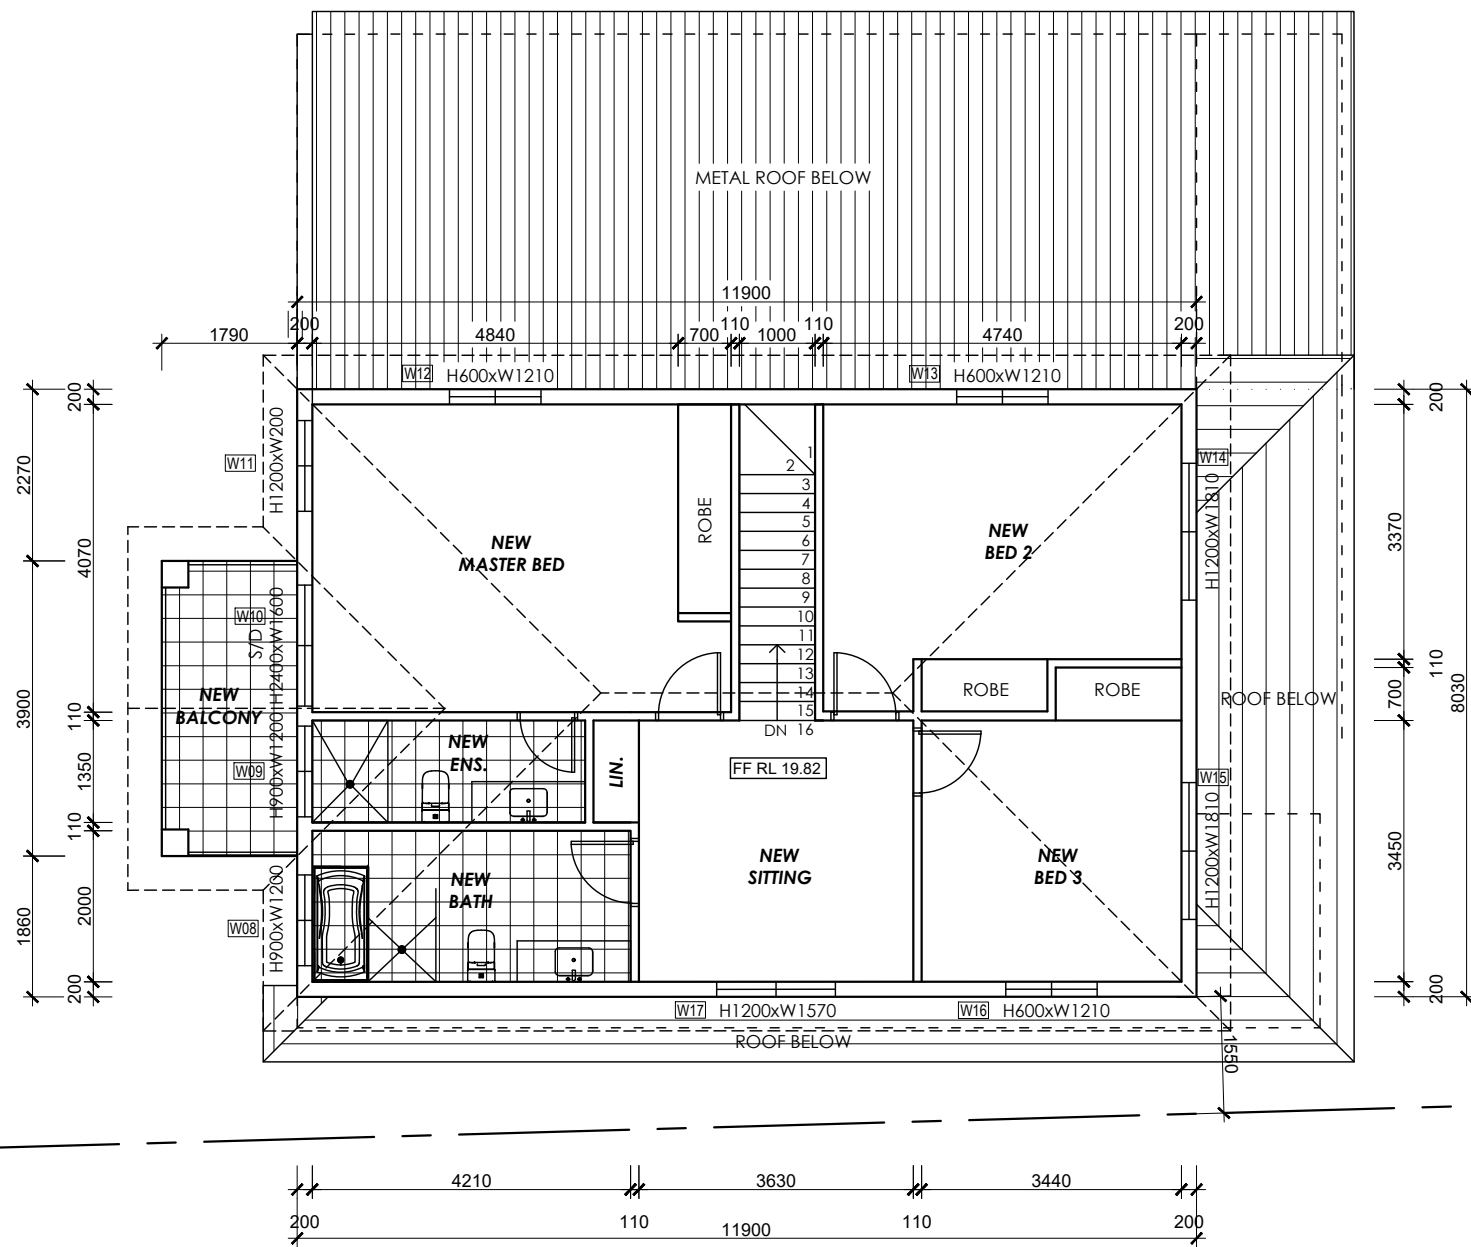 METAL ROOF BELOW
11900
200
110
110
200
1790
4840
700
1000
4740
W12 H600xW1210
W13 H600xW1210
200
2270
4070
3900
110
1350
110
2000
1860
200
W11
H1200xW200
W10
S/D
H2400xW1600
W09
H900xW1200
W08
H900xW1200
NEW
BALCONY
NEW
MASTER BED
ROBE
1
2
3
4
5
6
7
8
9
10
11
12
13
14
15
DN 16
NEW
BED 2
ROBE
ROBE
W14
H1200xW1810
W15
H1200xW1810
ROOF BELOW
200
3370
110
700
8030
3450
200
NEW
ENS.
LIN.
FF RL 19.82
NEW
BATH
NEW
SITTING
NEW
BED 3
W17 H1200xW1570
W16 H600xW1210
ROOF BELOW
1550
4210
3630
3440
200
110
110
200
11900